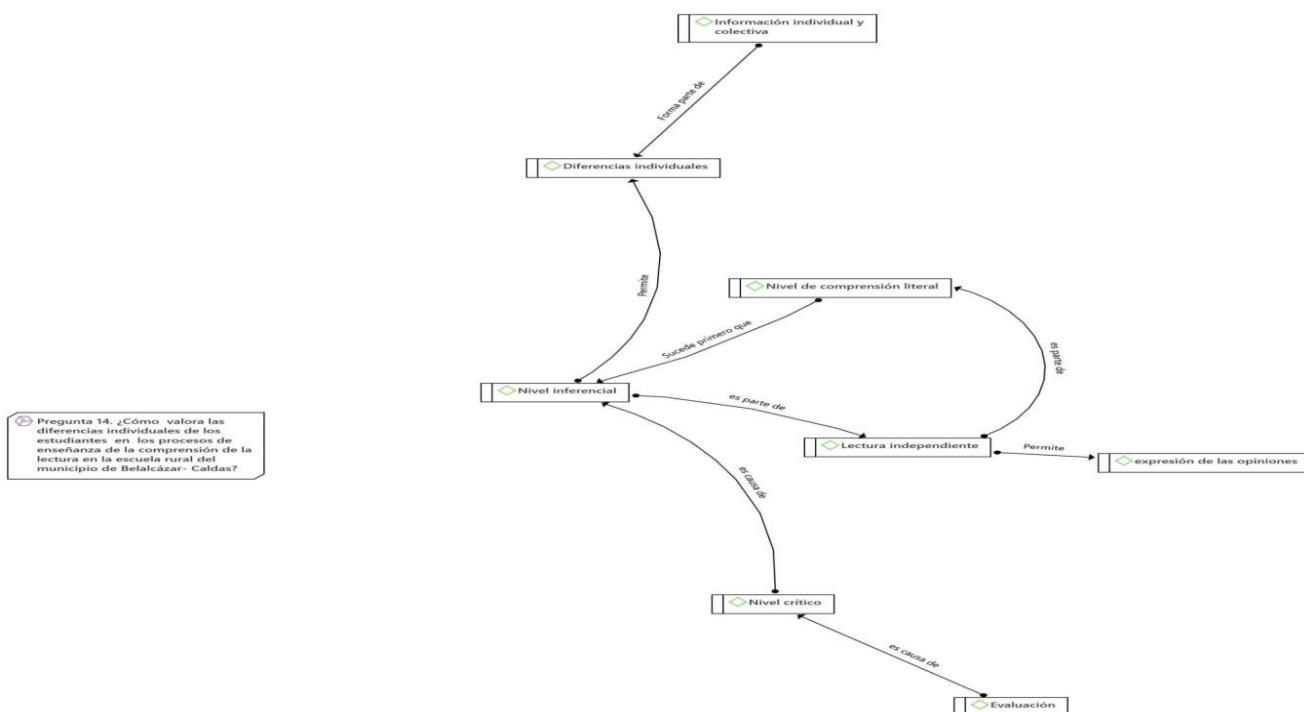 Información individual y
colectiva
Forma parte de
Diferencias individuales
Permite
Nivel de comprensión literal
Sucede primero que
es parte de
Nivel inferencial
es parte de
Pregunta 14. ¿Cómo valora las
diferencias individuales de los
estudiantes en los procesos de
enseñanza de la comprensión de la
lectura en la escuela rural del
municipio de Belalcázar- Caldas?
Lectura independiente
Permite
expresión de las opiniones
es causa de
Nivel crítico
es causa de
Evaluación